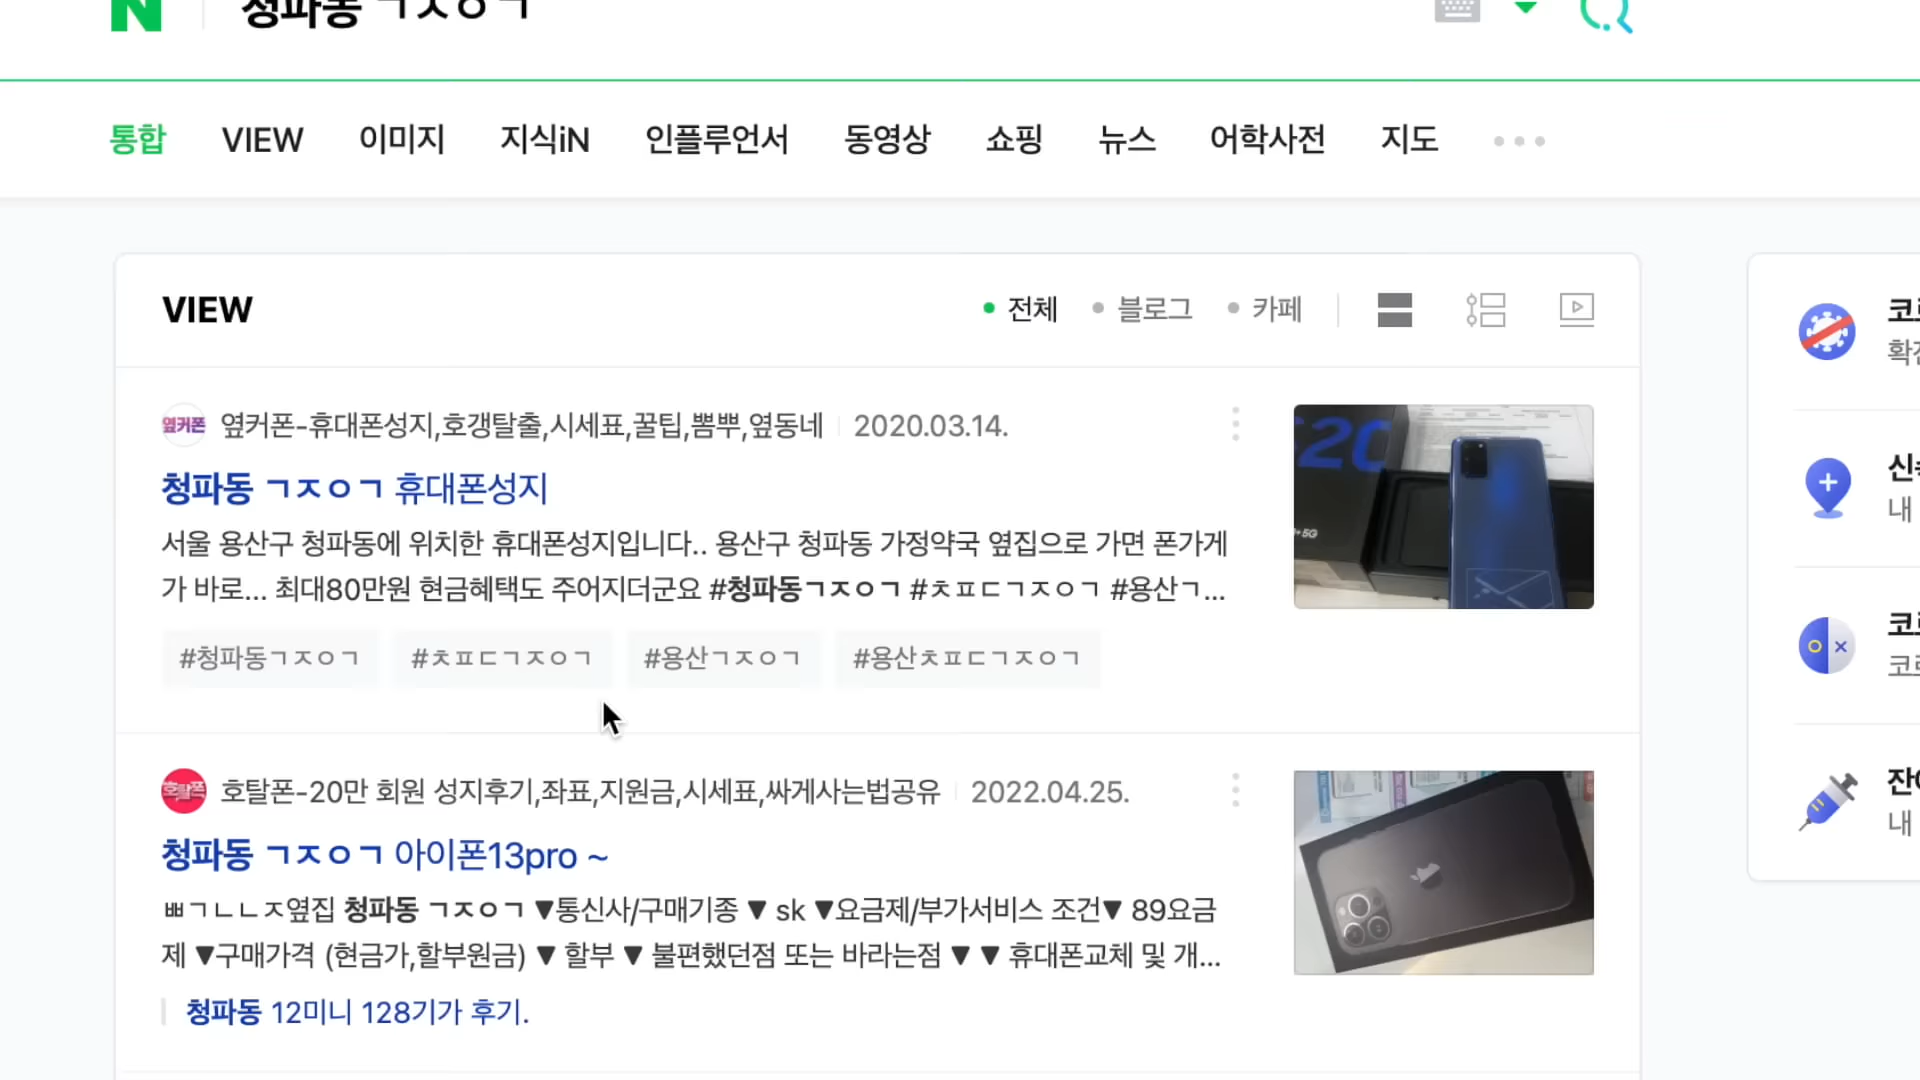 청파동 ㄱㅈㅇㄱ
통합 VIEW 이미지 지식iN 인플루언서 동영상 쇼핑 뉴스 어학사전 지도
VIEW
전체 블로그 카페
옆커폰
옆커폰-휴대폰성지,호갱탈출,시세표,꿀팁,뽐뿌,옆동네 2020.03.14.
청파동 ㄱㅈㅇㄱ 휴대폰성지
서울 용산구 청파동에 위치한 휴대폰성지입니다.. 용산구 청파동 가정약국 옆집으로 가면 폰가게
가 바로... 최대80만원 현금혜택도 주어지더군요 #청파동ㄱㅈㅇㄱ #ㅊㅍㄷㄱㅈㅇㄱ #용산ㄱ...
#청파동ㄱㅈㅇㄱ #ㅊㅍㄷㄱㅈㅇㄱ #용산ㄱㅈㅇㄱ #용산ㅊㅍㄷㄱㅈㅇㄱ
호탈폰
호탈폰-20만 회원 성지후기,좌표,지원금,시세표,싸게사는법공유 2022.04.25.
청파동 ㄱㅈㅇㄱ 아이폰13pro ~
ㅃㄱㄴㄴㅈ옆집 청파동 ㄱㅈㅇㄱ ▼통신사/구매기종 ▼ sk ▼요금제/부가서비스 조건▼ 89요금
제 ▼구매가격 (현금가,할부원금) ▼ 할부 ▼ 불편했던점 또는 바라는점 ▼ ▼ 휴대폰교체 및 개...
청파동 12미니 128기가 후기.
S20
+5G
내
내